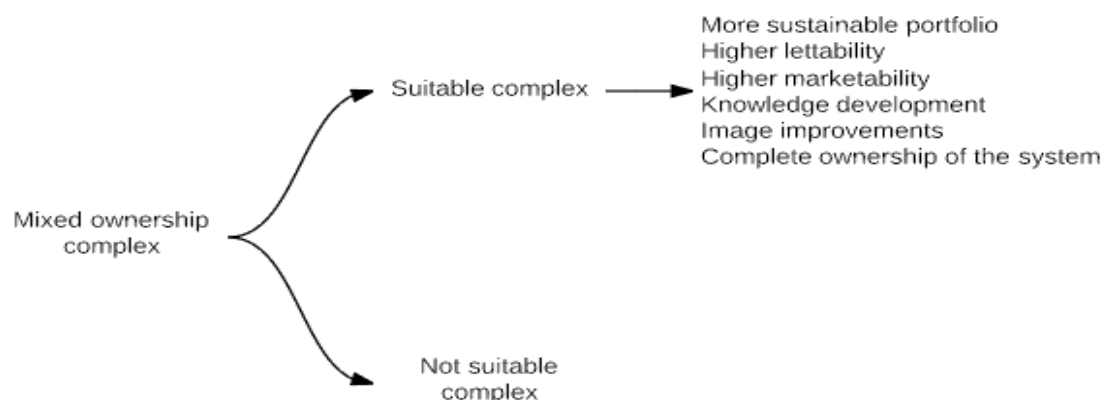 More sustainable portfolio
Higher lettability
Suitable complex
Higher marketability
Knowledge development
Image improvements
Complete ownership of the system
Mixed ownership
complex
Not suitable
complex